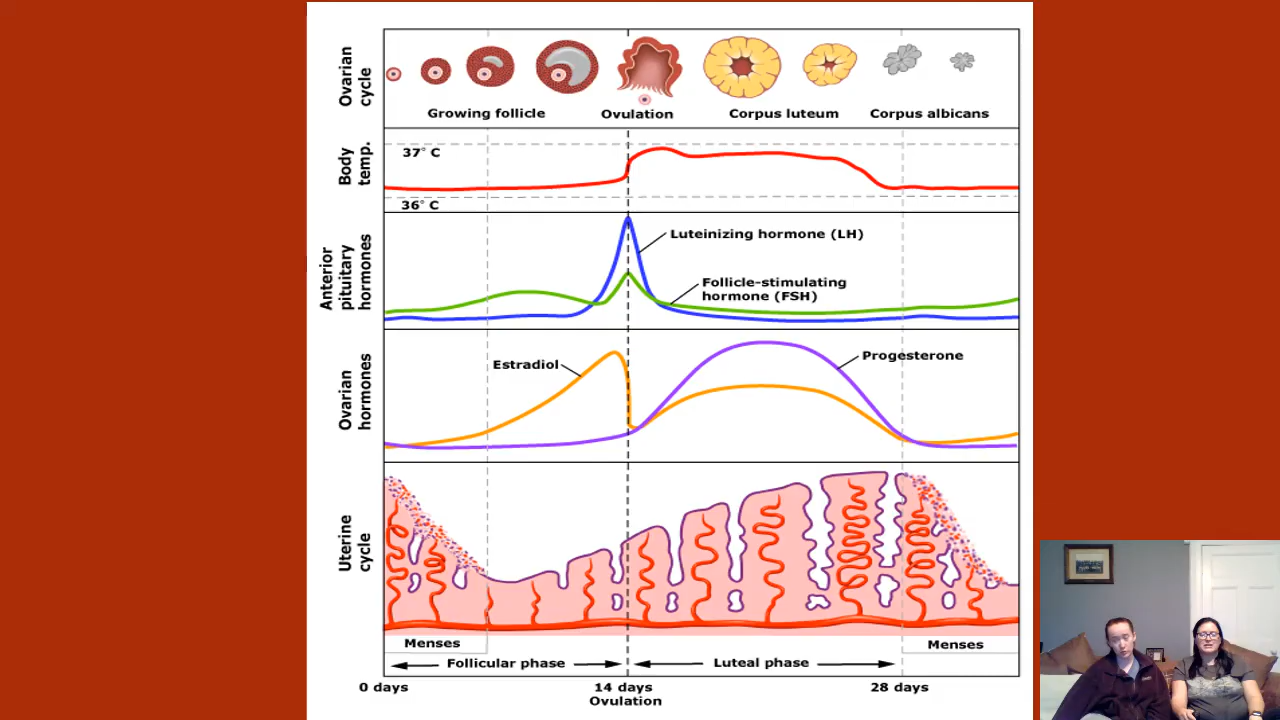 Ovarian
cycle
Growing follicle
Ovulation
Corpus luteum
Corpus albicans
Body
temp.
37° C
36° C
Anterior
pituitary
hormones
Luteinizing hormone (LH)
Follicle-stimulating
hormone (FSH)
Ovarian
hormones
Estradiol
Progesterone
Uterine
cycle
Menses
Menses
Follicular phase
Luteal phase
0 days
14 days
Ovulation
28 days